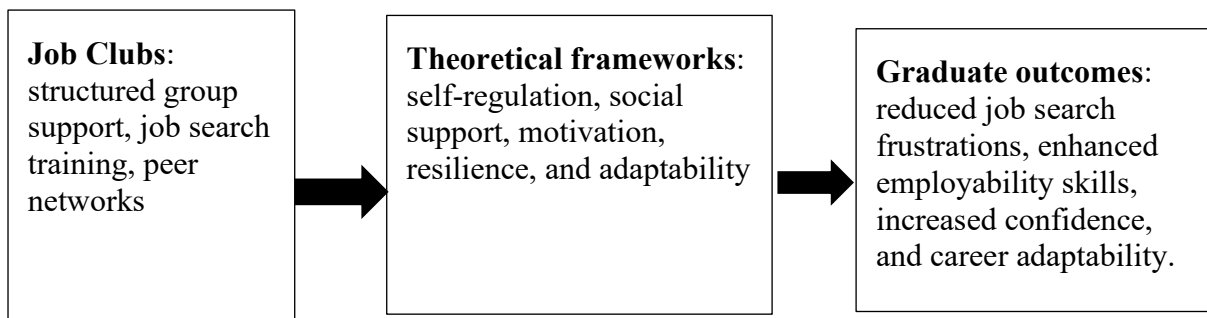 Job Clubs:
structured group
support, job search
training, peer
networks
Theoretical frameworks:
self-regulation, social
support, motivation,
resilience, and adaptability
Graduate outcomes:
reduced job search
frustrations, enhanced
employability skills,
increased confidence,
and career adaptability.